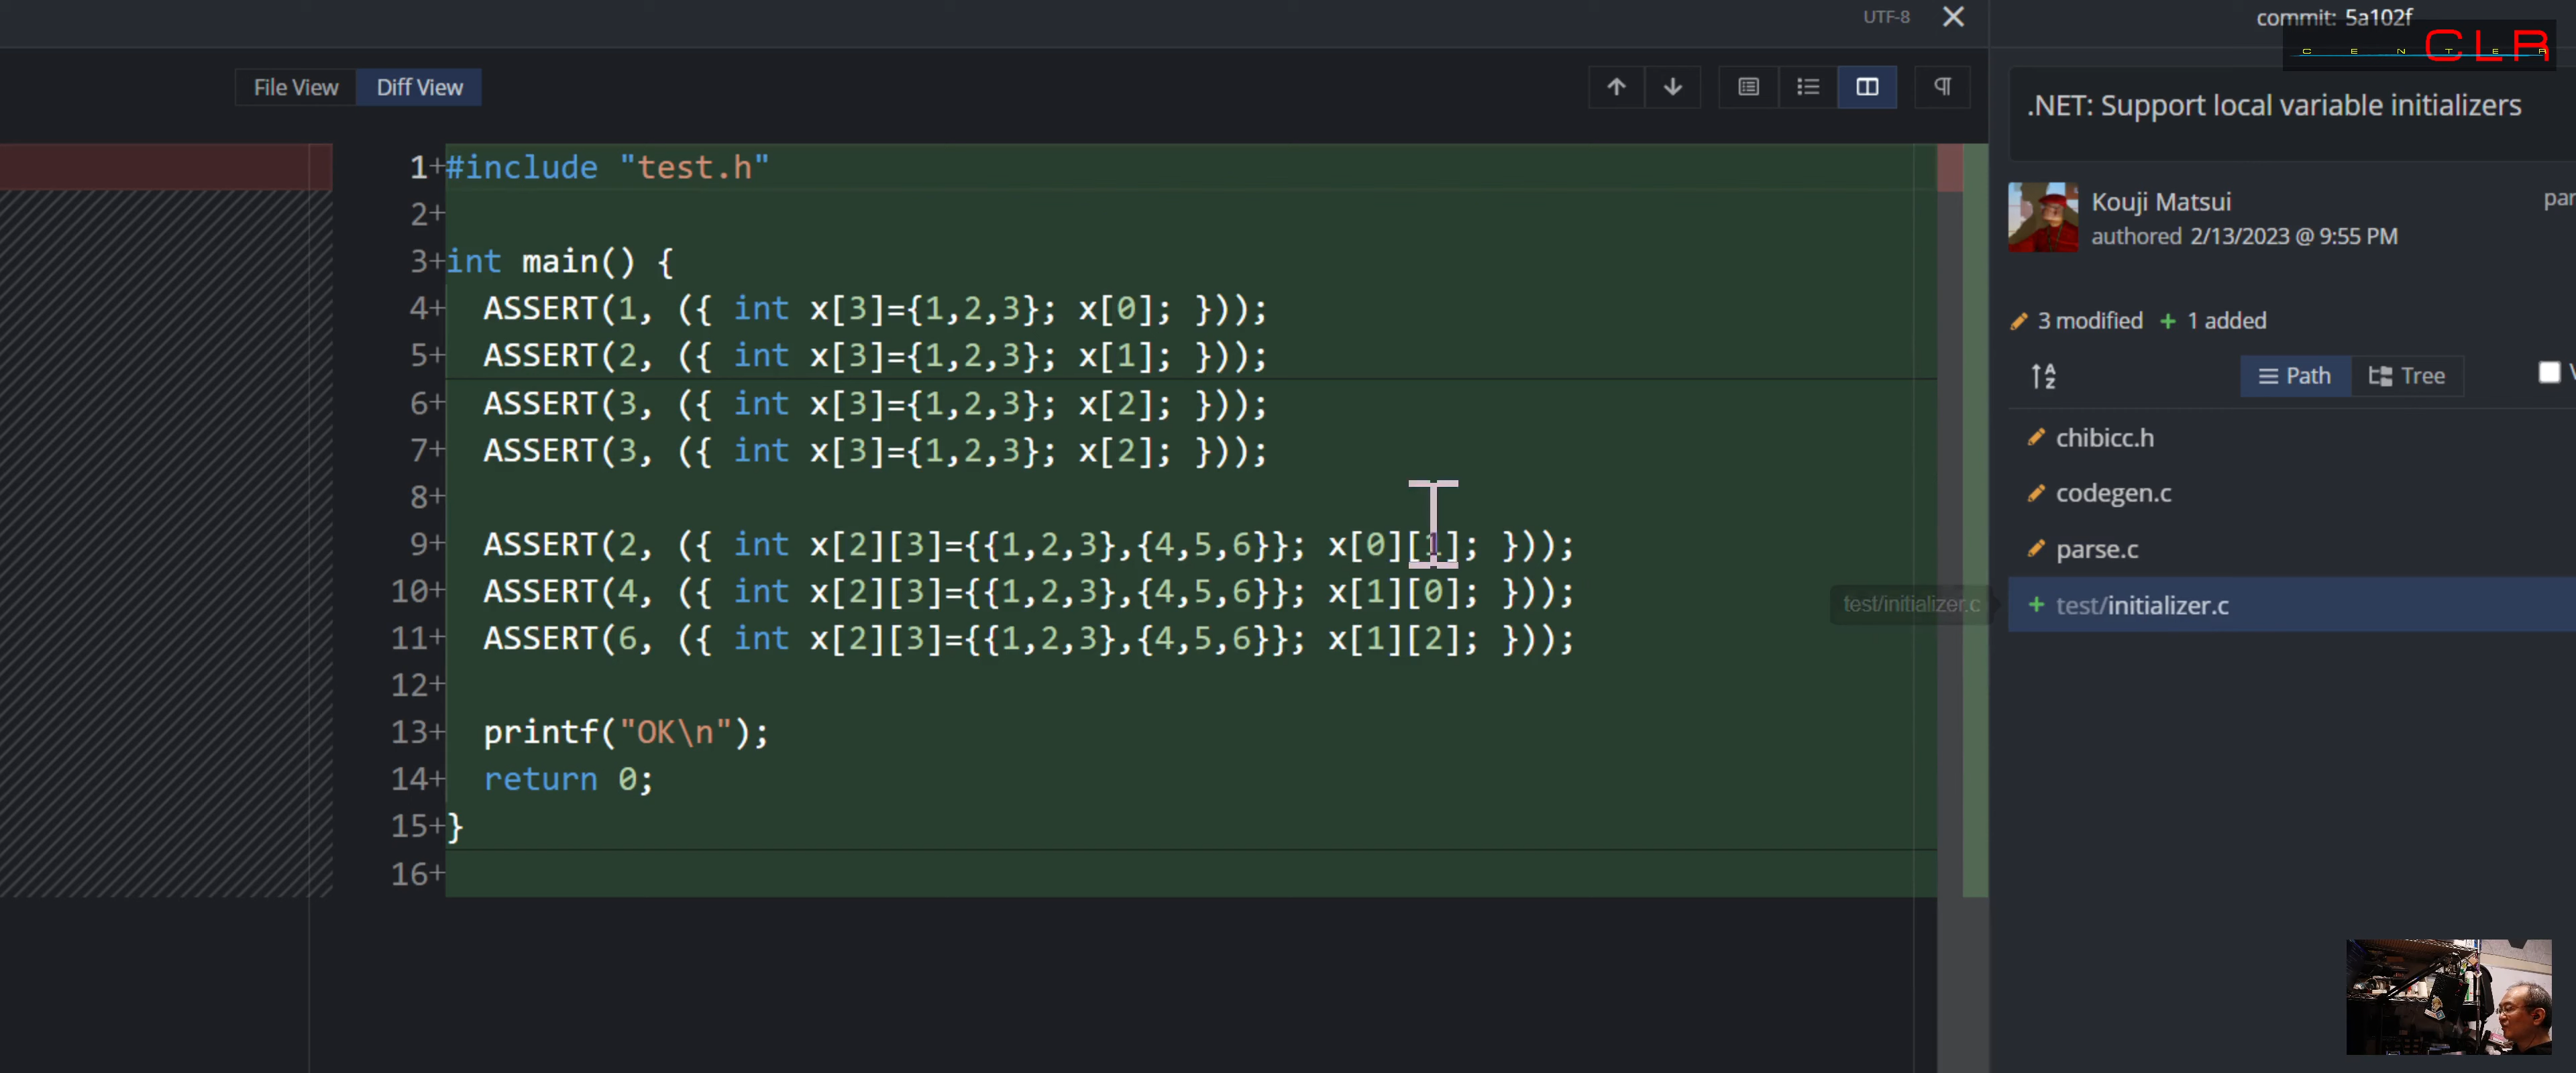 UTF-8
commit: 5a102f
CENTER CLR
File View
Diff View
.NET: Support local variable initializers
Kouji Matsui
authored 2/13/2023 @ 9:55 PM
3 modified + 1 added
Path
Tree
chibicc.h
codegen.c
parse.c
+ test/initializer.c
test/initializer.c
1+#include "test.h"
2+
3+int main() {
4+  ASSERT(1, ({ int x[3]={1,2,3}; x[0]; }));
5+  ASSERT(2, ({ int x[3]={1,2,3}; x[1]; }));
6+  ASSERT(3, ({ int x[3]={1,2,3}; x[2]; }));
7+  ASSERT(3, ({ int x[3]={1,2,3}; x[2]; }));
8+
9+  ASSERT(2, ({ int x[2][3]={{1,2,3},{4,5,6}}; x[0][1]; }));
10+  ASSERT(4, ({ int x[2][3]={{1,2,3},{4,5,6}}; x[1][0]; }));
11+  ASSERT(6, ({ int x[2][3]={{1,2,3},{4,5,6}}; x[1][2]; }));
12+
13+  printf("OK\n");
14+  return 0;
15+}
16+